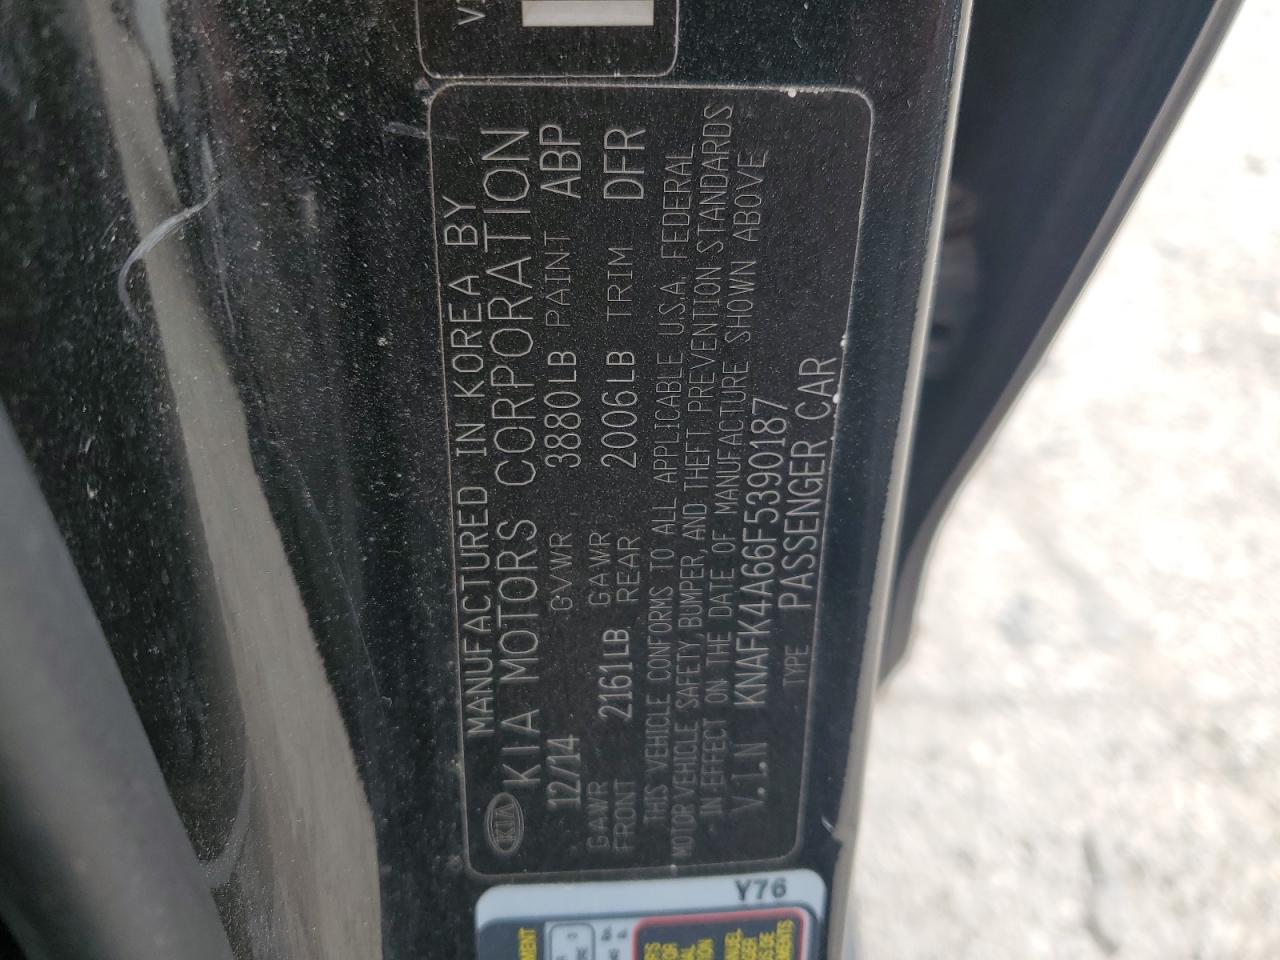 MANUFACTURED IN KOREA BY
KIA KIA MOTORS CORPORATION
12/14 GVWR 3880LB PAINT ABP
GAWR FRONT 2161LB GAWR REAR 2006LB TRIM DFR
THIS VEHICLE CONFORMS TO ALL APPLICABLE U.S.A. FEDERAL
MOTOR VEHICLE SAFETY, BUMPER, AND THEFT PREVENTION STANDARDS
IN EFFECT ON THE DATE OF MANUFACTURE SHOWN ABOVE
V.I.N KNAFK4A66F5390187
TYPE PASSENGER CAR
Y76